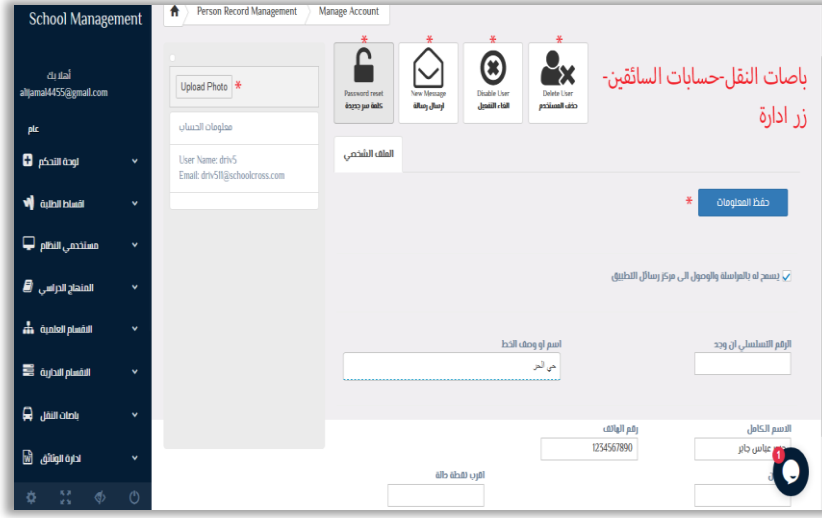 School Management
Person Record Management
Manage Account
أهلا بك
altjamal4455@gmail.com
عام
لوحة التحكم
اقساط الطلبة
مستخدمي النظام
المنهاج الدراسي
الاقسام العلمية
الاقسام الادارية
باصات النقل
ادارة الوثائق
Upload Photo *
معلومات الحساب
User Name: driv5
Email: driv511@schoolcross.com
* * * *
Password reset
كلمة سر جديدة
New Message
ارسال رسالة
Disable User
الغاء التفعيل
Delete User
حذف المستخدم
باصات النقل-حسابات السائقين-
زر ادارة
الملف الشخصي
حفظ المعلومات *
يسمح له بالمراسلة والوصول الى مركز رسائل التطبيق
الرقم التسلسلي ان وجد
اسم او وصف الخط
حي الحر
الاسم الكامل
رقم الهاتف
عباس جابر
1234567890
1
اقرب نقطة دالة